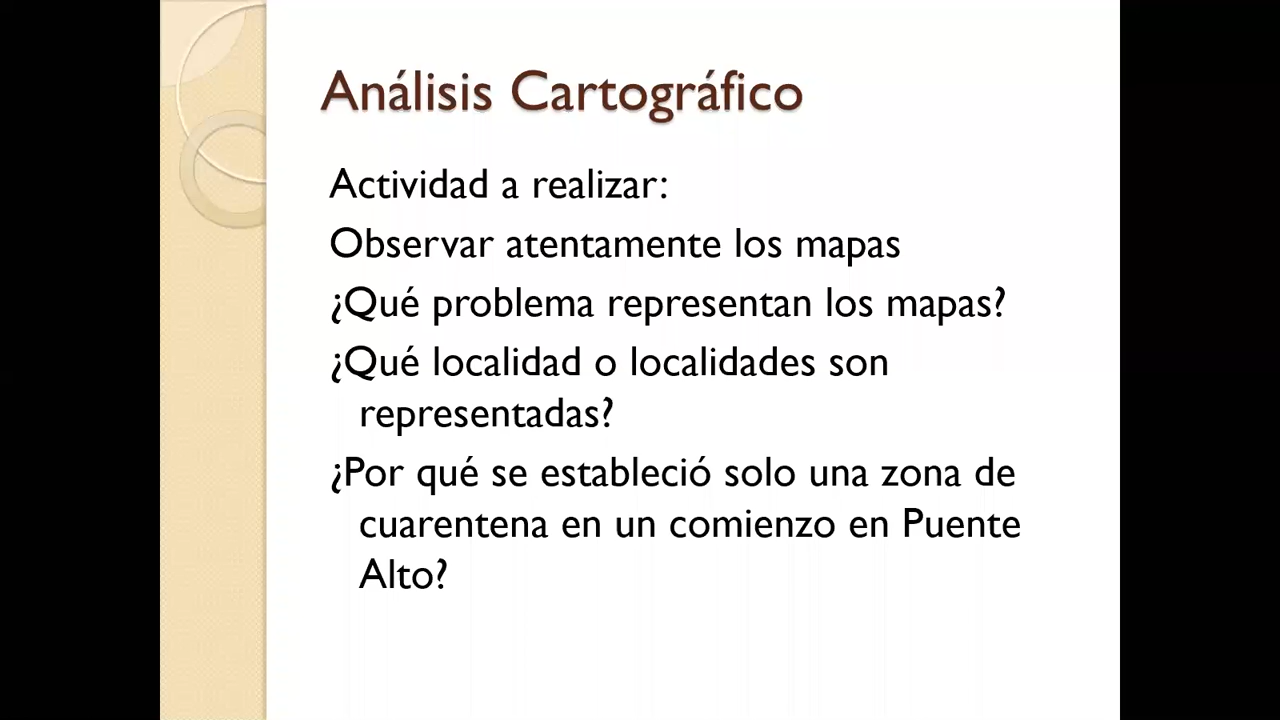 Análisis Cartográfico
Actividad a realizar:
Observar atentamente los mapas
¿Qué problema representan los mapas?
¿Qué localidad o localidades son
representadas?
¿Por qué se estableció solo una zona de
cuarentena en un comienzo en Puente
Alto?